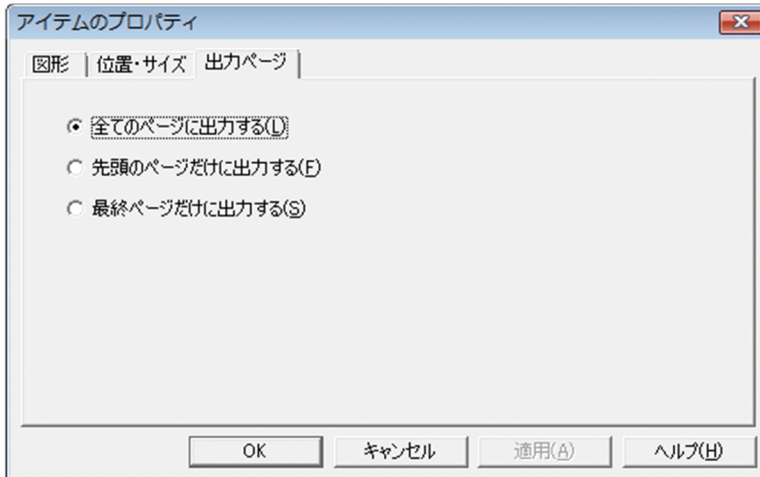 アイテムのプロパティ
図形 位置・サイズ 出力ページ
全てのページに出力する(L)
先頭のページだけに出力する(F)
最終ページだけに出力する(S)
OK キャンセル 適用(A) ヘルプ(H)